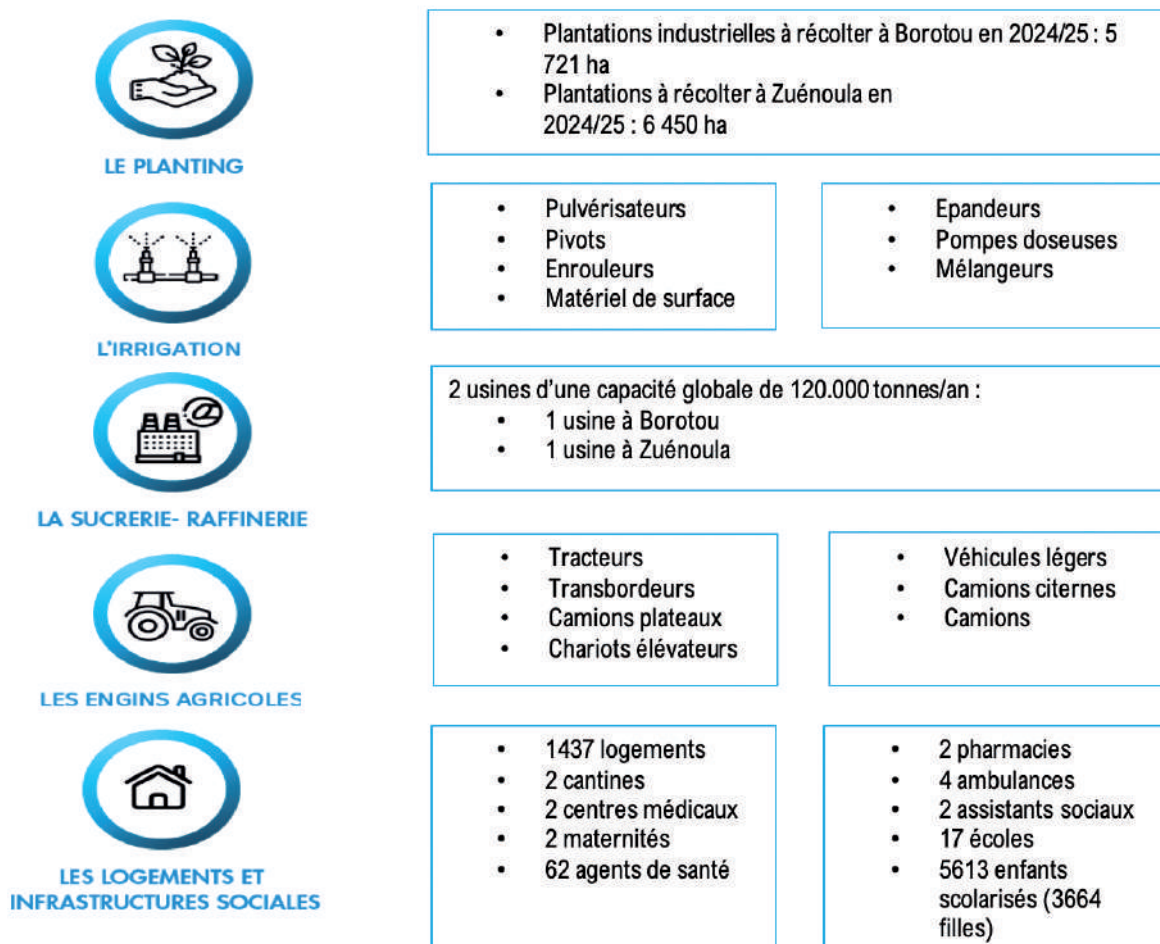 • Plantations industrielles à récolter à Borotou en 2024/25 : 5
721 ha
• Plantations à récolter à Zuénoula en
2024/25 : 6 450 ha
LE PLANTING
• Pulvérisateurs
• Pivots
• Enrouleurs
• Matériel de surface
• Epandeurs
• Pompes doseuses
• Mélangeurs
L'IRRIGATION
2 usines d'une capacité globale de 120.000 tonnes/an :
• 1 usine à Borotou
• 1 usine à Zuénoula
@
LA SUCRERIE- RAFFINERIE
• Tracteurs
• Transbordeurs
• Camions plateaux
• Chariots élévateurs
• Véhicules légers
• Camions citernes
• Camions
LES ENGINS AGRICOLES
• 1437 logements
• 2 cantines
• 2 centres médicaux
• 2 maternités
• 62 agents de santé
• 2 pharmacies
• 4 ambulances
• 2 assistants sociaux
• 17 écoles
• 5613 enfants
scolarisés (3664
filles)
LES LOGEMENTS ET
INFRASTRUCTURES SOCIALES